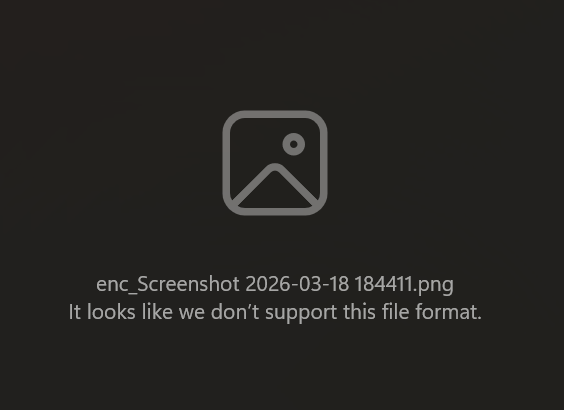 enc_Screenshot 2026-03-18 184411.png
It looks like we don’t support this file format.